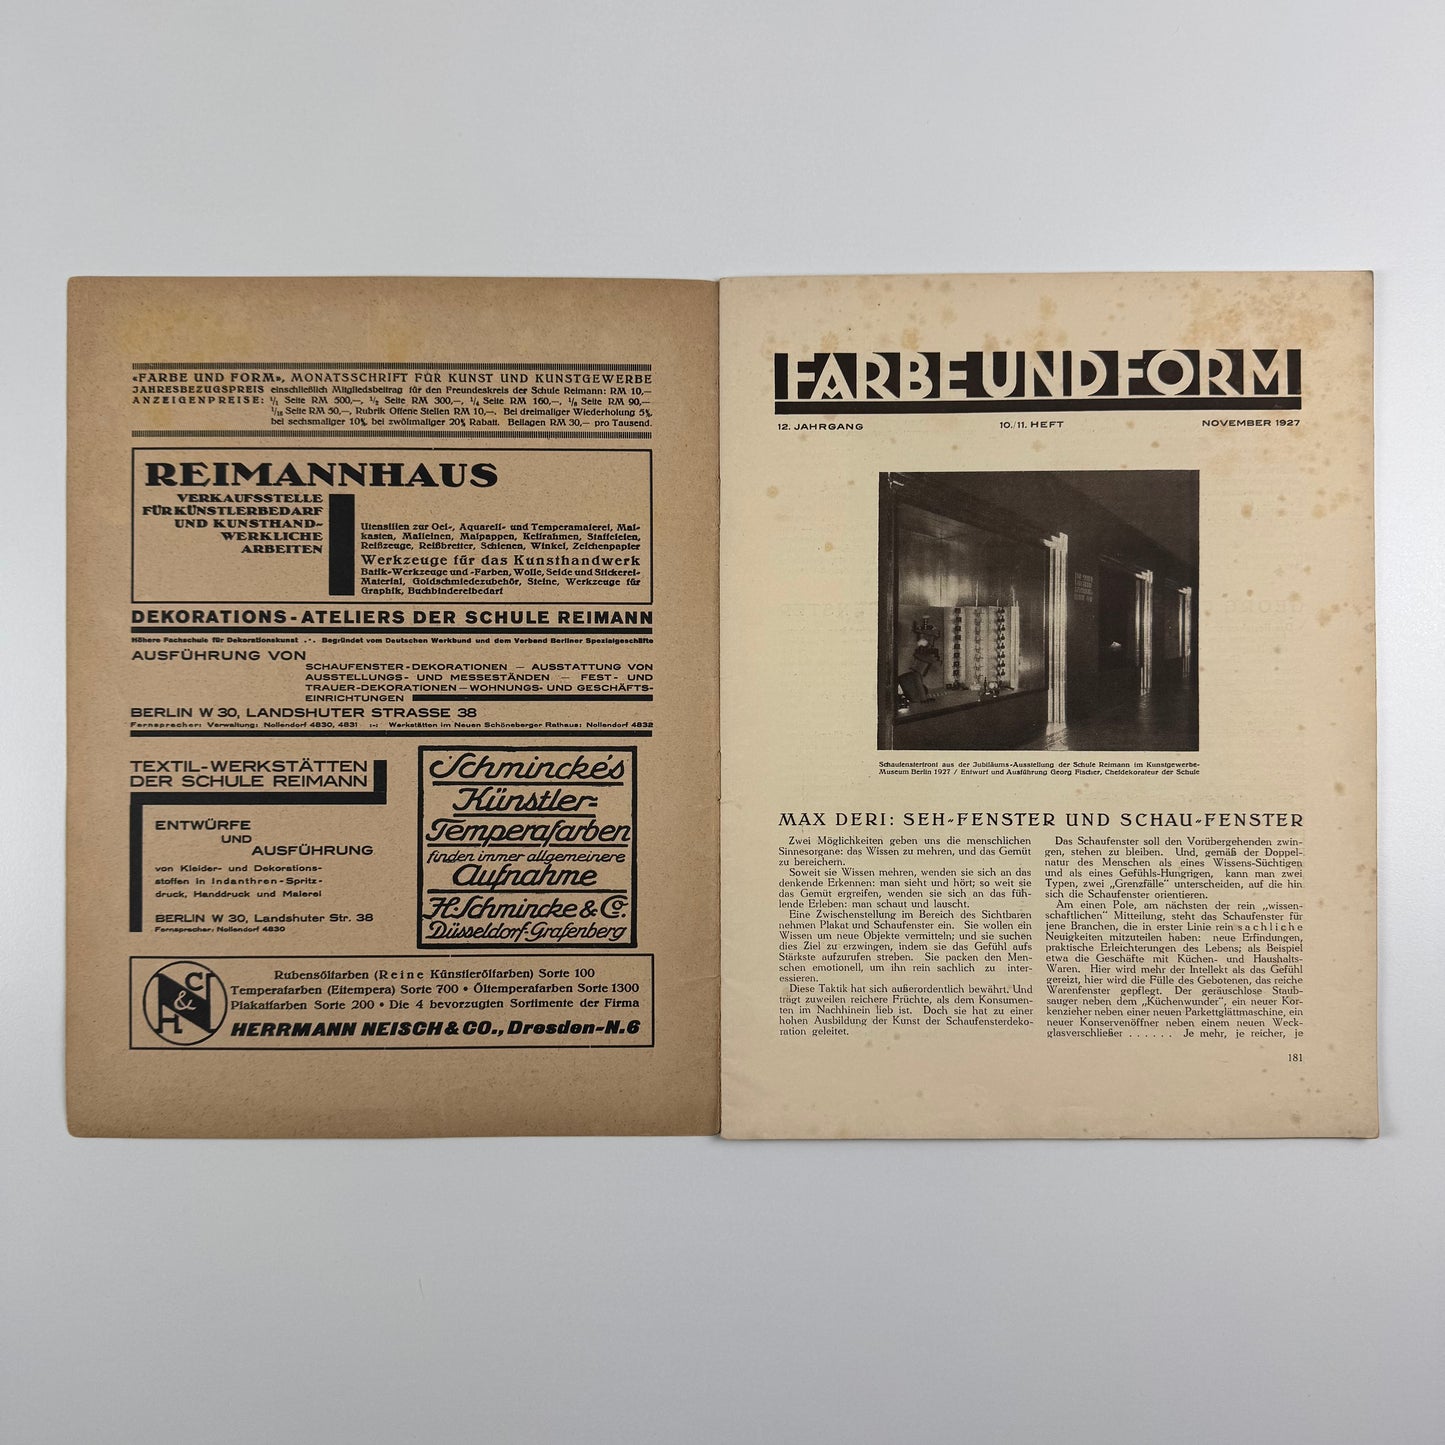 «FARBE UND FORM», MONATSSCHRIFT FÜR KUNST UND KUNSTGEWERBE
JAHRESBEZUGSPREIS einschließlich Mitgliedsbeitrag für den Freundeskreis der Schule Reimann: RM 10,—
ANZEIGENPREISE: 1/1 Seite RM 500,—, 1/2 Seite RM 300,—, 1/4 Seite RM 160,—, 1/8 Seite RM 90,—
1/16 Seite RM 50,—, Rubrik Offene Stellen RM 10,—. Bei dreimaliger Wiederholung 5%,
bei sechsmaliger 10%, bei zwölfmaliger 20% Rabatt. Beilagen RM 30,— pro Tausend.
REIMANNHAUS
VERKAUFSSTELLE
FÜR KÜNSTLERBEDARF
UND KUNSTHAND-
WERKLICHE
ARBEITEN
Utensilien zur Oel-, Aquarell- und Temperamalerei, Mal-
kasten, Malleinen, Malpappen, Keilrahmen, Staffeleien,
Reißzeuge, Reißbretter, Schienen, Winkel, Zeichenpapier
Werkzeuge für das Kunsthandwerk
Batik-Werkzeuge und -Farben, Wolle, Seide und Stickerei-
Material, Goldschmiedezubehör, Steine, Werkzeuge für
Graphik, Buchbindereibedarf
DEKORATIONS-ATELIERS DER SCHULE REIMANN
Höhere Fachschule für Dekorationskunst .·. Begründet vom Deutschen Werkbund und dem Verband Berliner Spezialgeschäfte
AUSFÜHRUNG VON
SCHAUFENSTER-DEKORATIONEN — AUSSTATTUNG VON
AUSSTELLUNGS- UND MESSESTÄNDEN — FEST- UND
TRAUER-DEKORATIONEN — WOHNUNGS- UND GESCHÄFTS-
EINRICHTUNGEN
BERLIN W 30, LANDSHUTER STRASSE 38
Fernsprecher: Verwaltung: Nollendorf 4830, 4831 :-: Werkstätten im Neuen Schöneberger Rathaus: Nollendorf 4832
TEXTIL-WERKSTÄTTEN
DER SCHULE REIMANN
ENTWÜRFE
UND
AUSFÜHRUNG
von Kleider- und Dekorations-
stoffen in Indanthren-Spritz-
druck, Handdruck und Malerei
BERLIN W 30, Landshuter Str. 38
Fernsprecher: Nollendorf 4830
Schmincke's
Künstler-
Temperafarben
finden immer allgemeinere
Aufnahme
H. Schmincke & Co.
Düsseldorf-Grafenberg
H & N C
Rubensölfarben (Reine Künstlerölfarben) Sorte 100
Temperafarben (Eitempera) Sorte 700 • Öltemperafarben Sorte 1300
Plakatfarben Sorte 200 • Die 4 bevorzugten Sortimente der Firma
HERRMANN NEISCH & CO., Dresden-N.6
FARBE UND FORM
12. JAHRGANG 10./11. HEFT NOVEMBER 1927
Schaufensterfront aus der Jubiläums-Ausstellung der Schule Reimann im Kunstgewerbe-
Museum Berlin 1927 / Entwurf und Ausführung Georg Fischer, Chefdekorateur der Schule
MAX DERI: SEH-FENSTER UND SCHAU-FENSTER
Zwei Möglichkeiten geben uns die menschlichen
Sinnesorgane: das Wissen zu mehren, und das Gemüt
zu bereichern.
Soweit sie Wissen mehren, wenden sie sich an das
denkende Erkennen: man sieht und hört; so weit sie
das Gemüt ergreifen, wenden sie sich an das füh-
lende Erleben: man schaut und lauscht.
Eine Zwischenstellung im Bereich des Sichtbaren
nehmen Plakat und Schaufenster ein. Sie wollen ein
Wissen um neue Objekte vermitteln; und sie suchen
dies Ziel zu erzwingen, indem sie das Gefühl aufs
Stärkste aufzurufen streben. Sie packen den Men-
schen emotionell, um ihn rein sachlich zu inter-
essieren.
Diese Taktik hat sich außerordentlich bewährt. Und
trägt zuweilen reichere Früchte, als dem Konsumen-
ten im Nachhinein lieb ist. Doch sie hat zu einer
hohen Ausbildung der Kunst der Schaufensterdeko-
ration geleitet.
Das Schaufenster soll den Vorübergehenden zwin-
gen, stehen zu bleiben. Und, gemäß der Doppel-
natur des Menschen als eines Wissens-Süchtigen
und als eines Gefühls-Hungrigen, kann man zwei
Typen, zwei „Grenzfälle“ unterscheiden, auf die hin
sich die Schaufenster orientieren.
Am einen Pole, am nächsten der rein „wissen-
schaftlichen“ Mitteilung, steht das Schaufenster für
jene Branchen, die in erster Linie rein sachliche
Neuigkeiten mitzuteilen haben: neue Erfindungen,
praktische Erleichterungen des Lebens; als Beispiel
etwa die Geschäfte mit Küchen- und Haushalts-
Waren. Hier wird mehr der Intellekt als das Gefühl
gereizt, hier wird die Fülle des Gebotenen, das reiche
Warenfenster gepflegt. Der geräuschlose Staub-
sauger neben dem „Küchenwunder“, ein neuer Kor-
kenzieher neben einer neuen Parkettglättmaschine, ein
neuer Konservenöffner neben einem neuen Weck-
glasverschließer . . . . . . Je mehr, je reicher, je
181